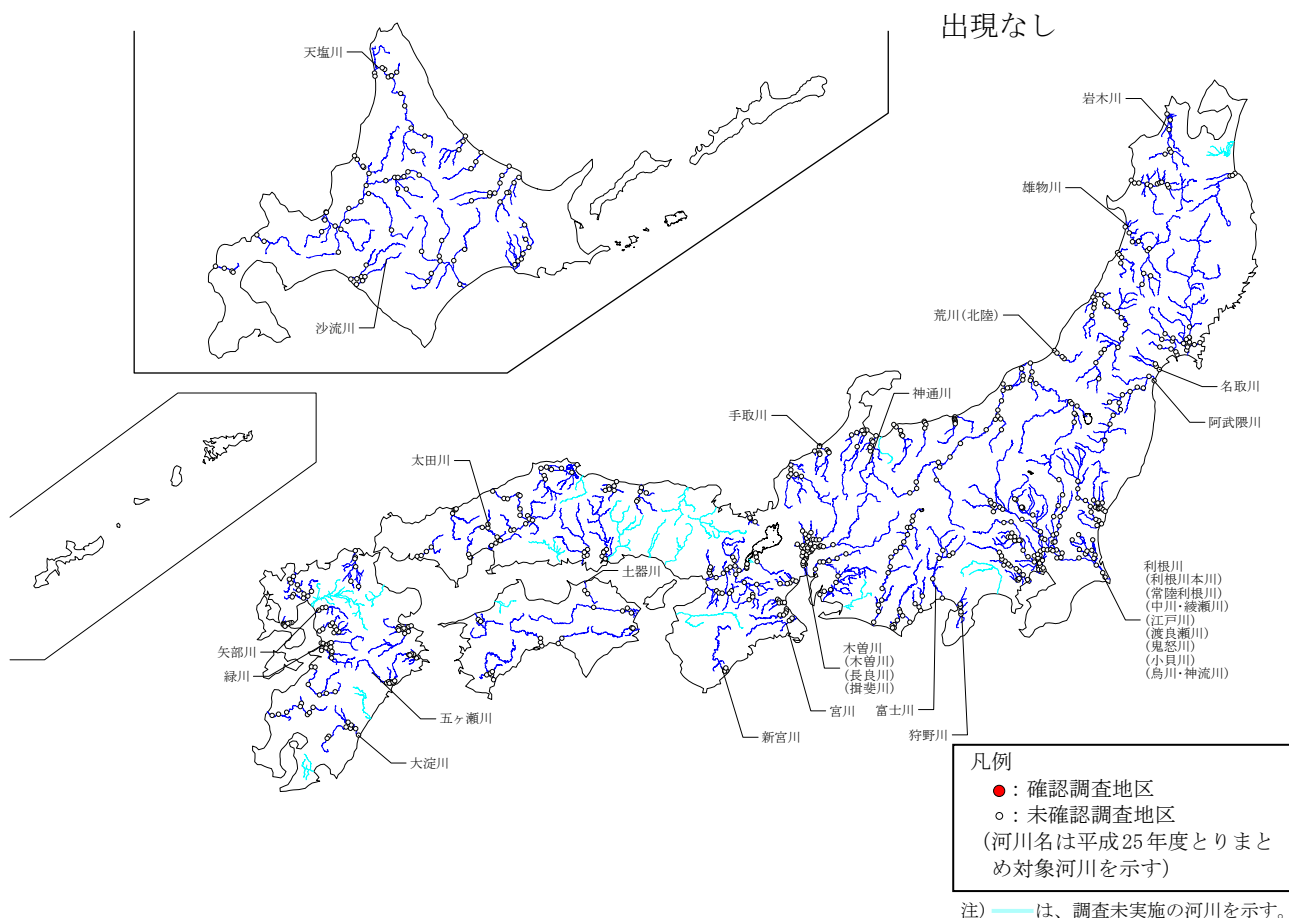 出現なし
天塩川
岩木川
雄物川
沙流川
荒川(北陸)
名取川
神通川
手取川
阿武隈川
太田川
土器川
利根川
(利根川本川)
(常陸利根川)
(中川・綾瀬川)
(江戸川)
(渡良瀬川)
(鬼怒川)
(小貝川)
(烏川・神流川)
矢部川
緑川
木曽川
(木曽川)
(長良川)
(揖斐川)
五ヶ瀬川
宮川
富士川
新宮川
狩野川
大淀川
凡例
●：確認調査地区
○：未確認調査地区
(河川名は平成25年度とりまと
め対象河川を示す)
注) ━━は、調査未実施の河川を示す。